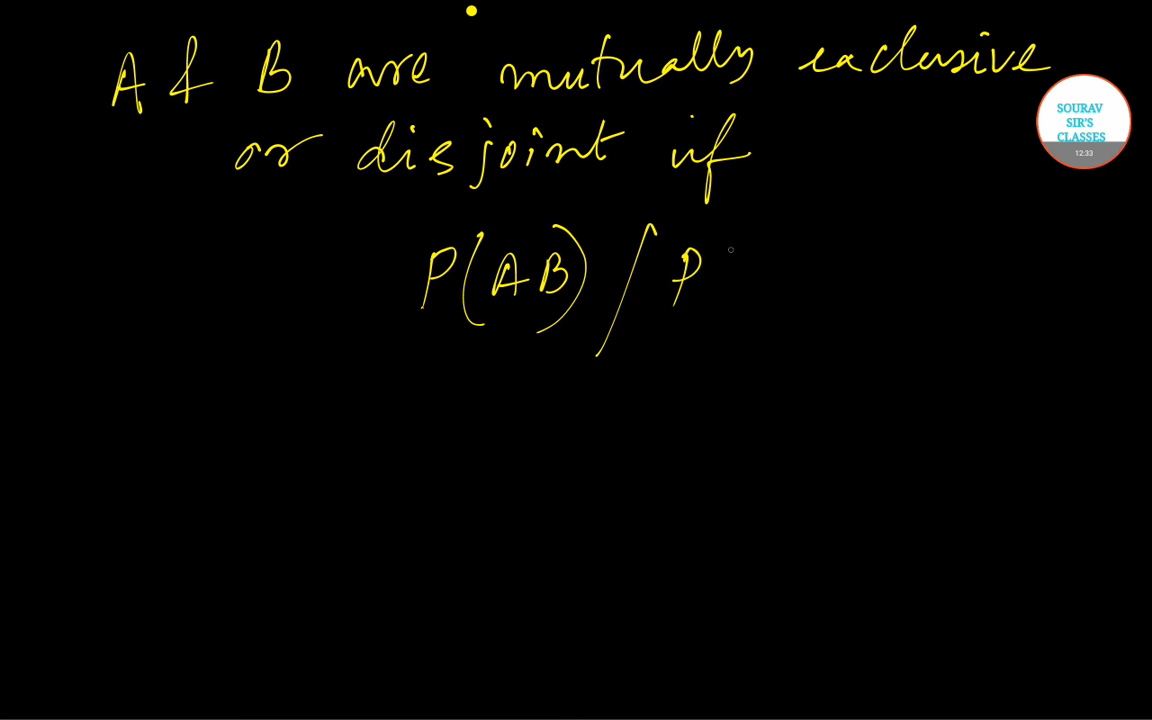 A & B are mutually exclusive
or disjoint if
P(AB) / P
SOURAV
SIR'S
CLASSES
12:33